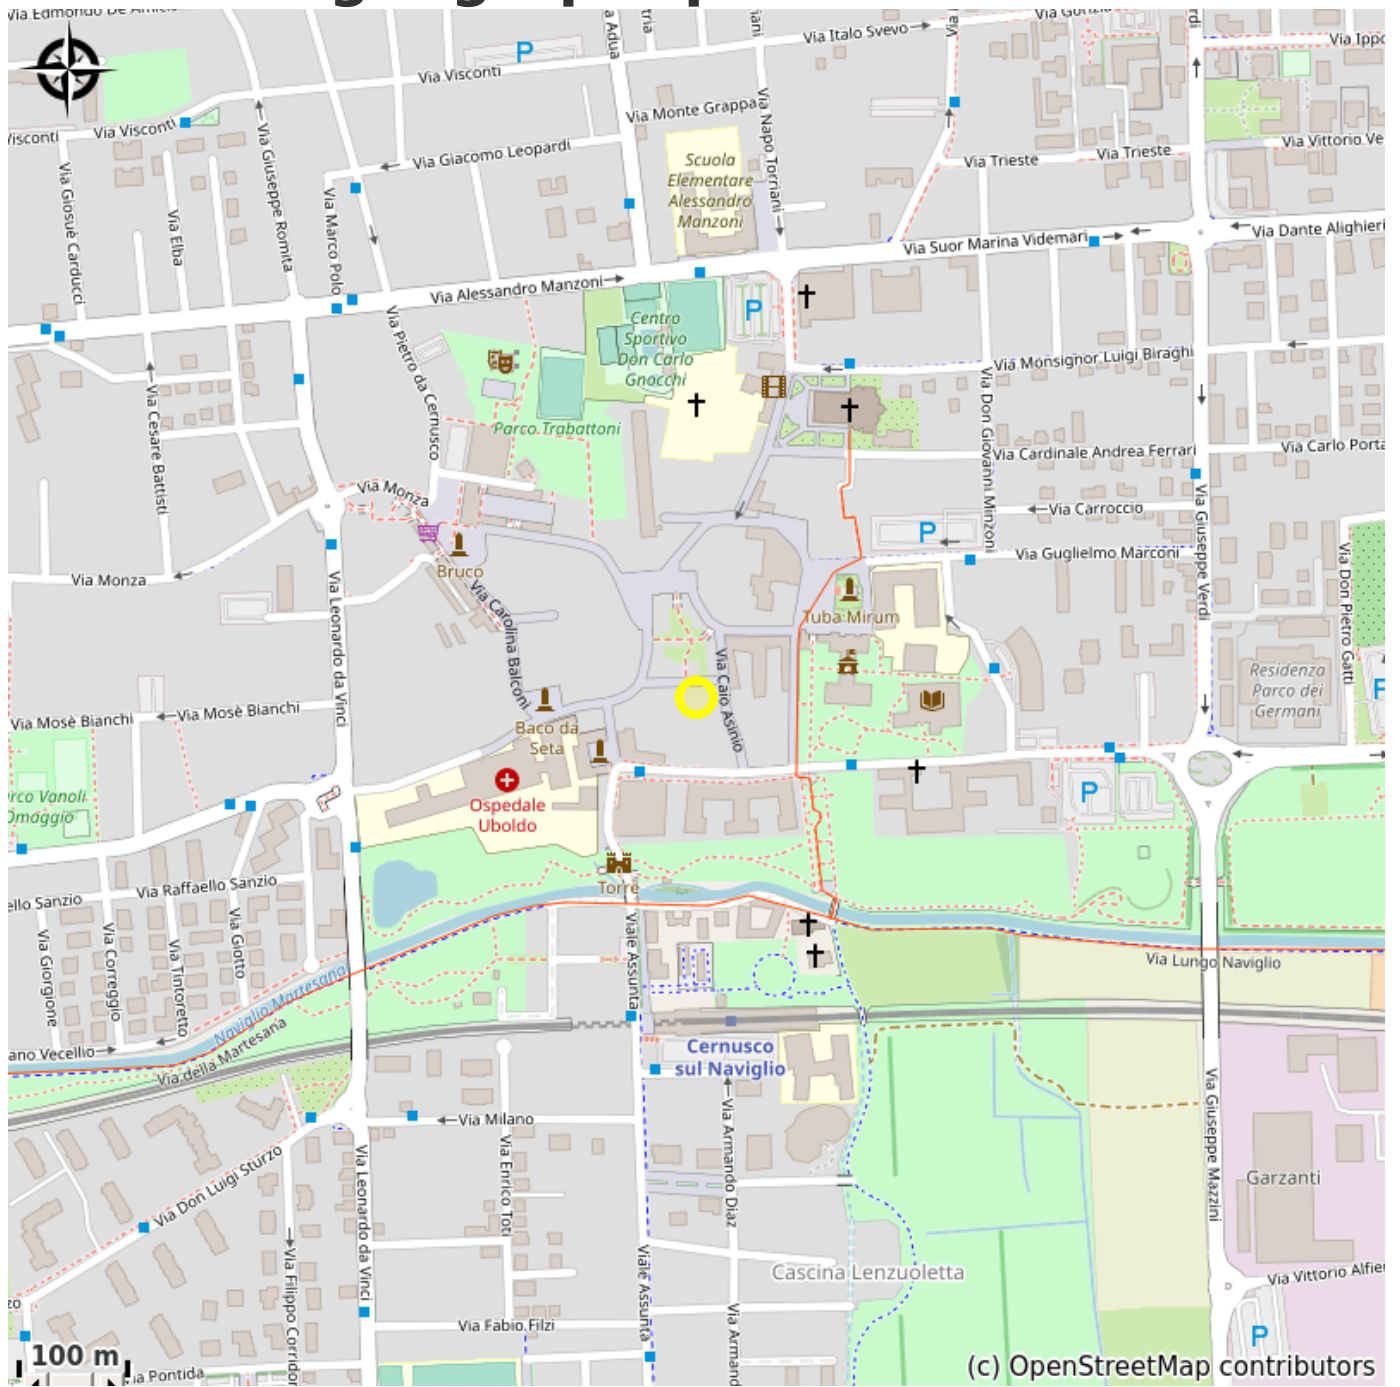 Via Italo Svevo
Via Visconti
Via Monte Grappa
Via Napo Torriani
Via Visconti
Visconti
Via Giuseppe Romita
Via Giacomo Leopardi
Scuola
Elementare
Alessandro
Manzoni
Via Trieste
Via Trieste
Via Giosuè Carducci
Via Elba
Via Marco Polo
Via Suor Marina Videmari
Via Dante Alighieri
Via Alessandro Manzoni
Via Pietro da Cernusco
Centro
Sportivo
Don Carlo
Gnocchi
P
P
Via Monsignor Luigi Biraghi
Via Cesare Battisti
Parco Trabattoni
Via Don Giovanni Minzoni
Via Cardinale Andrea Ferrari
Via Carlo Porta
Via Monza
Via Carroccio
P
Via Giuseppe Verdi
Via Guglielmo Marconi
Via Monza
Bruco
Via Leonardo da Vinci
Via Carolina Balconi
Tuba Mirum
Via Don Pietro Gatti
Via Caio Asinio
Residenza
Parco dei
Germani
P
Via Mosè Bianchi
Via Mosè Bianchi
Baco da
Seta
Ospedale
Uboldo
P
Via Raffaello Sanzio
ello Sanzio
Torre
Via Giorgione
Via Correggio
Via Tintoretto
Via Giotto
Viale Assunta
Via Lungo Naviglio
Naviglio Martesana
Via della Martesana
ano Vecellio
Cernusco
sul Naviglio
Via Milano
Via Armando Diaz
Via Enrico Toti
Via Don Luigi Sturzo
Via Leonardo da Vinci
Via Giuseppe Mazzini
Garzanti
Via Filippo Corridon
Viale Assunta
Cascina Lenzuoletta
Via Vittorio Alfier
Via Fabio Filzi
Via Armand
P
100 m
ia Pontida
(c) OpenStreetMap contributors